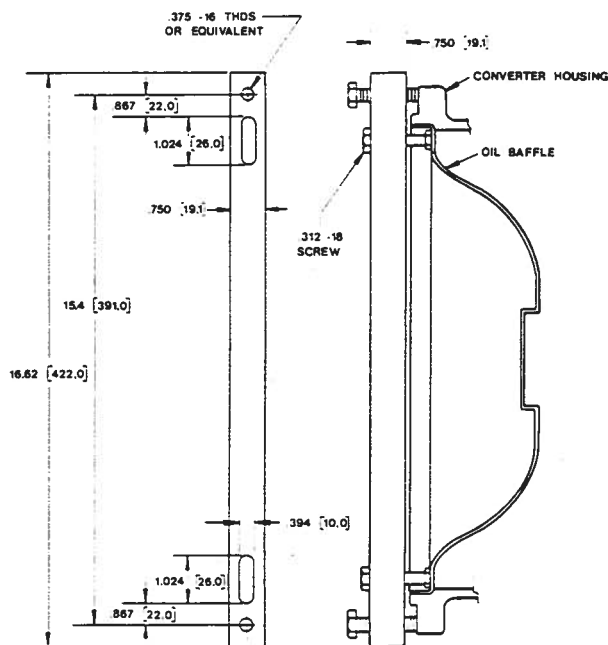 .375 -16 THDS
OR EQUIVALENT
.750 [19.1]
CONVERTER HOUSING
.867 [22.0]
1.024 [26.0]
OIL BAFFLE
.750 [19.1]
.312 -18
SCREW
15.4 [391.0]
16.62 [422.0]
.394 [10.0]
1.024 [26.0]
.867 [22.0]